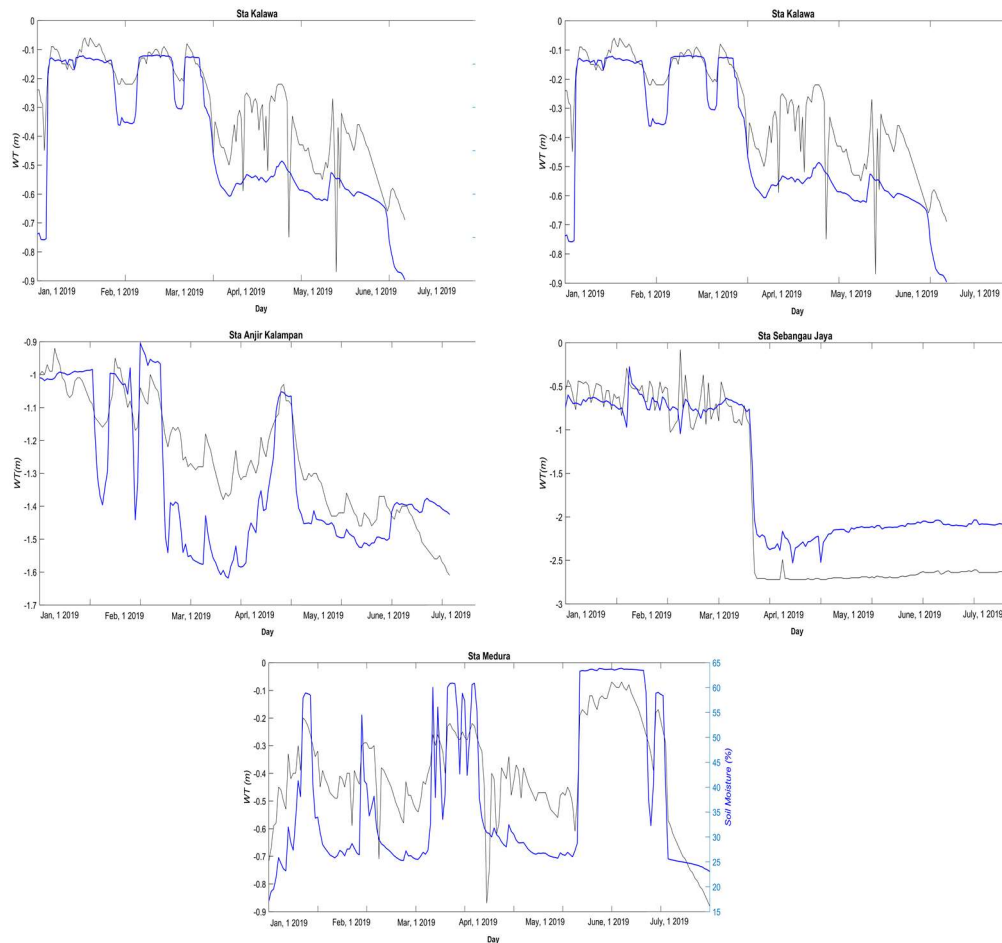 Sta Kalawa
0
-0.1
-0.2
-0.3
-0.4
-0.5
-0.6
-0.7
-0.8
-0.9
WT (m)
Jan, 1 2019 Feb, 1 2019 Mar, 1 2019 April, 1 2019 May, 1 2019 June, 1 2019 July, 1 2019
Day
Sta Kalawa
0
-0.1
-0.2
-0.3
-0.4
-0.5
-0.6
-0.7
-0.8
-0.9
WT (m)
Jan, 1 2019 Feb, 1 2019 Mar, 1 2019 April, 1 2019 May, 1 2019 June, 1 2019 July, 1 2019
Day
Sta Anjir Kalampan
-0.9
-1
-1.1
-1.2
-1.3
-1.4
-1.5
-1.6
-1.7
WT(m)
Jan, 1 2019 Feb, 1 2019 Mar, 1 2019 April, 1 2019 May, 1 2019 June, 1 2019 July, 1 2019
Day
Sta Sebangau Jaya
0
-0.5
-1
-1.5
-2
-2.5
-3
WT(m)
Jan, 1 2019 Feb, 1 2019 Mar, 1 2019 April, 1 2019 May, 1 2019 June, 1 2019 July, 1 2019
Day
Sta Medura
0
-0.1
-0.2
-0.3
-0.4
-0.5
-0.6
-0.7
-0.8
-0.9
WT (m)
65
60
55
50
45
40
35
30
25
20
15
Soil Moisture (%)
Jan, 1 2019 Feb, 1 2019 Mar, 1 2019 April, 1 2019 May, 1 2019 June, 1 2019 July, 1 2019
Day